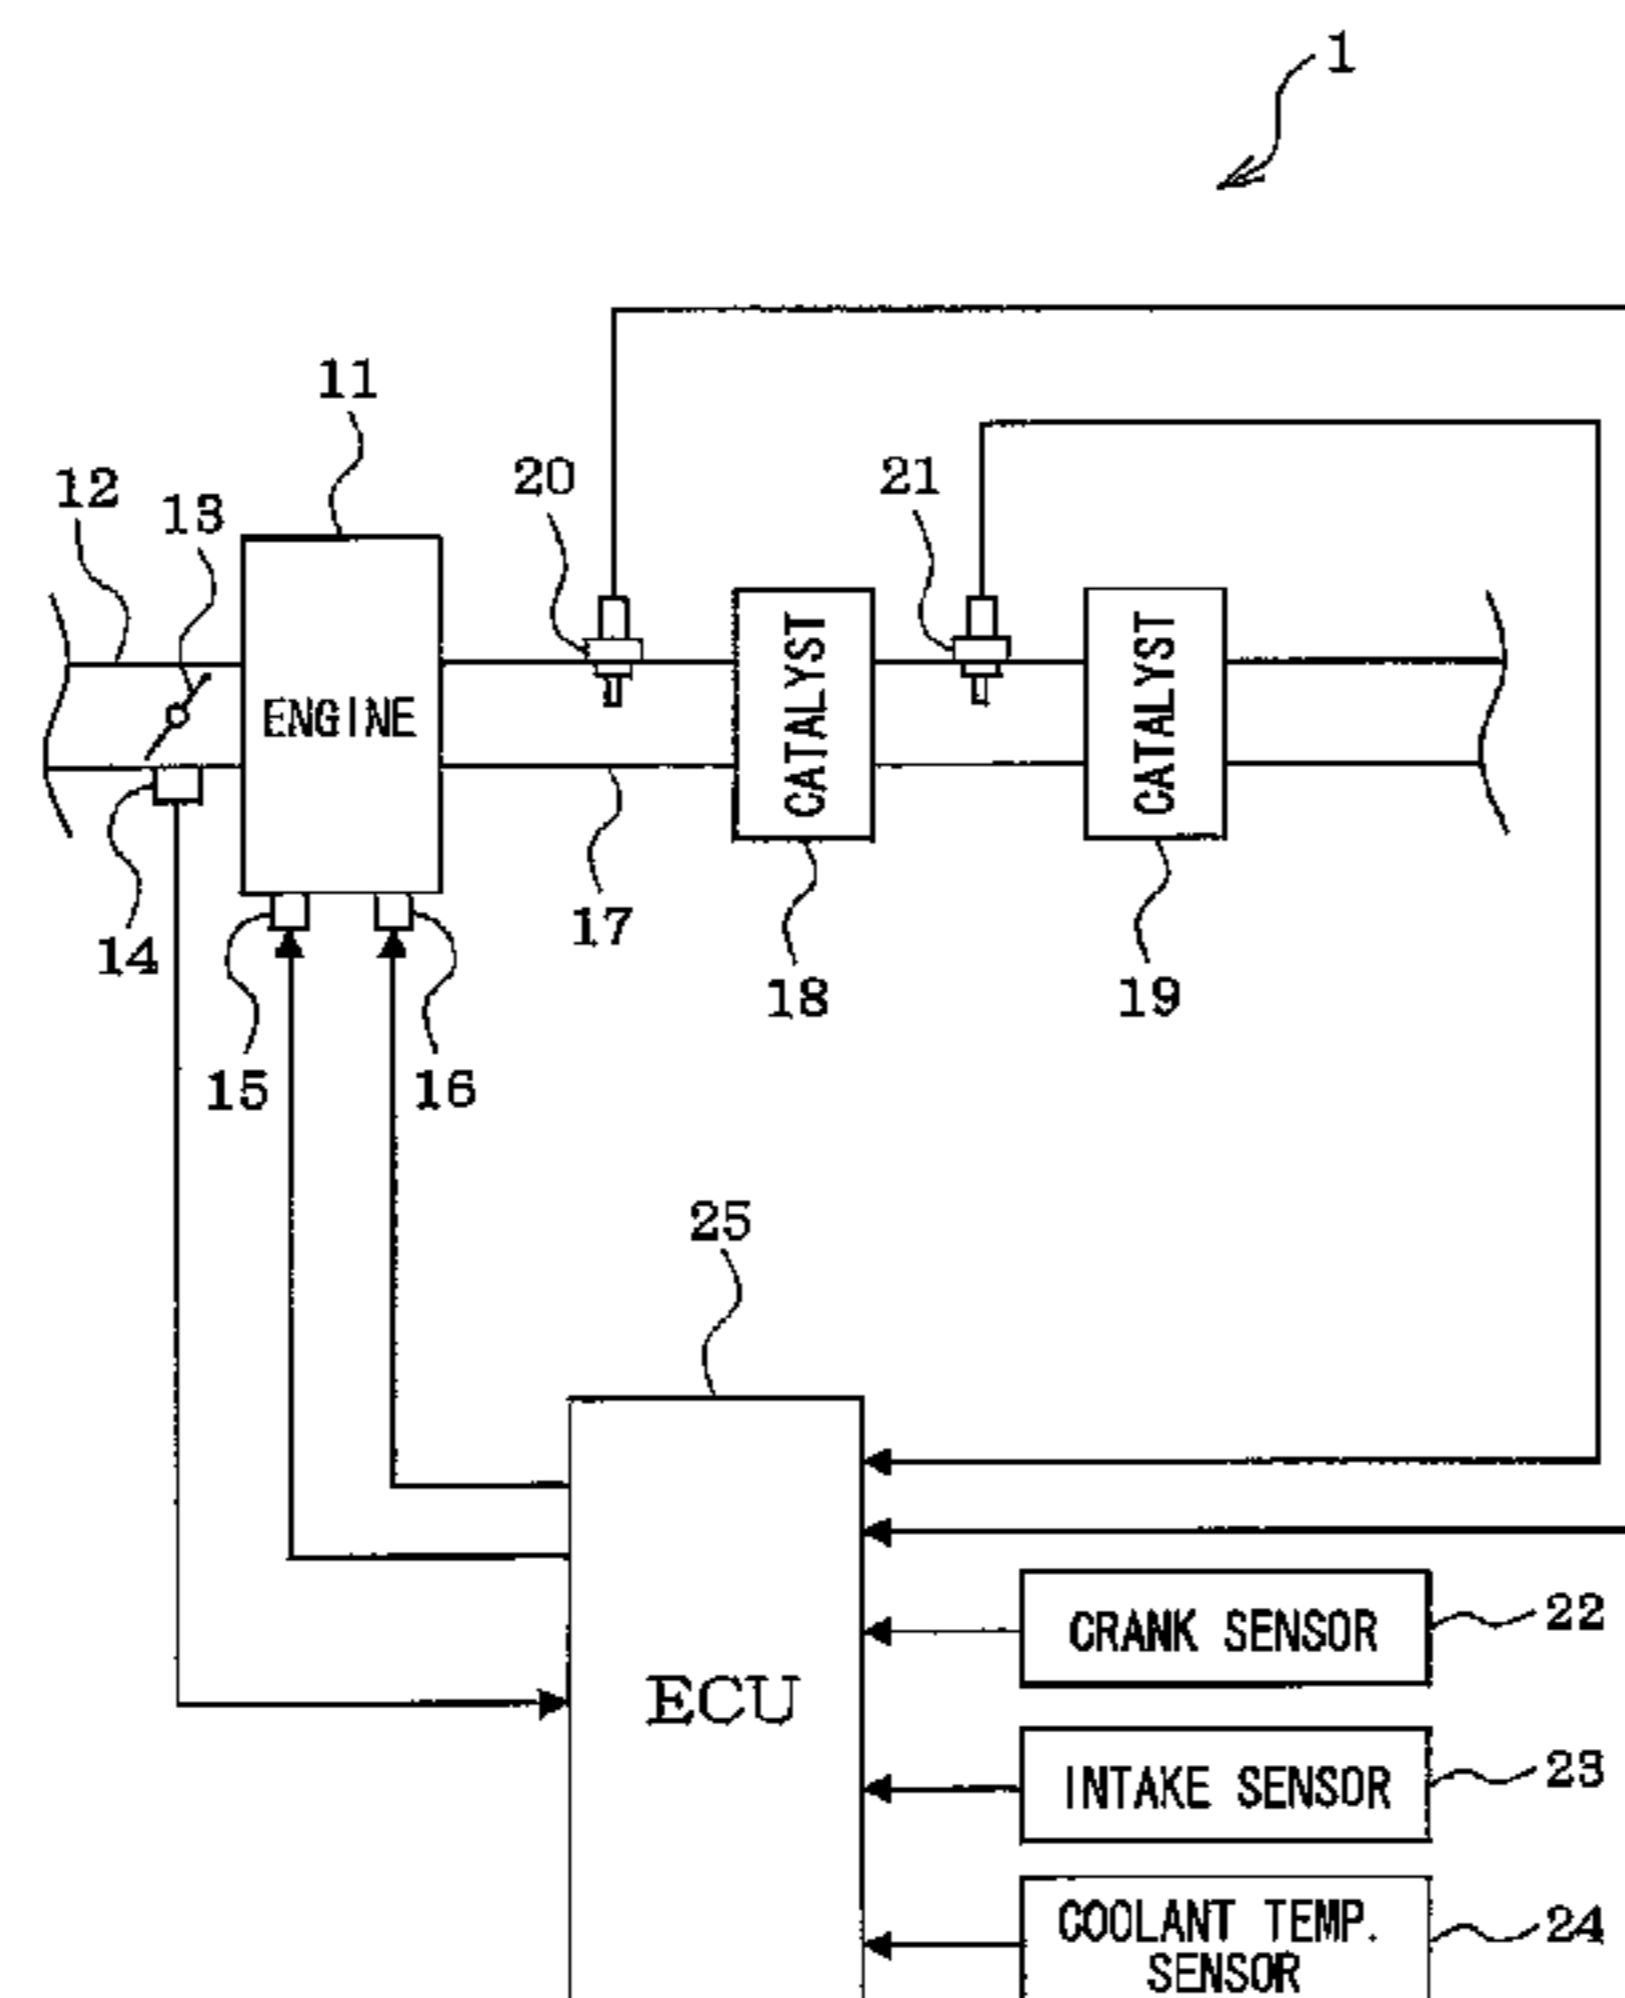 1
11
20
21
12
13
ENGINE
CATALYST
CATALYST
14
17
18
19
15
16
25
ECU
CRANK SENSOR
22
INTAKE SENSOR
23
COOLANT TEMP.
SENSOR
24